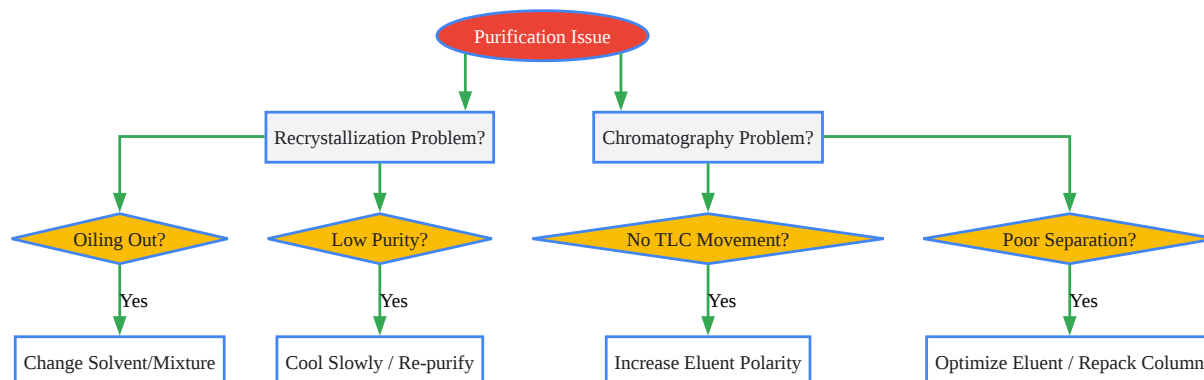 Purification Issue
Recrystallization Problem?
Chromatography Problem?
Oiling Out?
Low Purity?
No TLC Movement?
Poor Separation?
Yes
Yes
Yes
Yes
Change Solvent/Mixture
Cool Slowly / Re-purify
Increase Eluent Polarity
Optimize Eluent / Repack Column